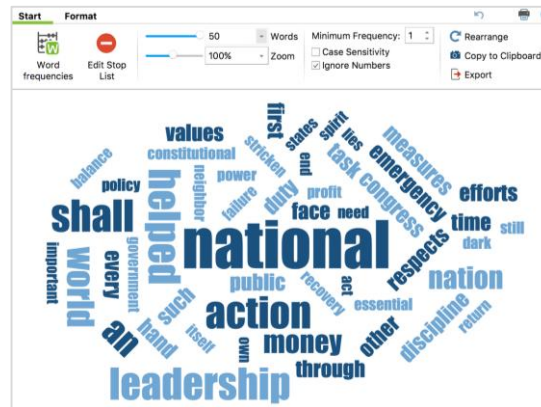 Start Format
Word frequencies
Edit Stop List
50 Words
100% Zoom
Minimum Frequency: 1
Case Sensitivity
Ignore Numbers
Rearrange
Copy to Clipboard
Export
first
states
spirit
lies
measures
values
constitutional
stricken
end
task
congress
emergency
balance
policy
neighbor
power
failure
duty
profit
efforts
helped
face
need
shall
national
respects
time
still
dark
important
world
every
government
such
public
recovery
act
essential
nation
discipline
return
an
hand
itself
action
own
money
other
through
leadership